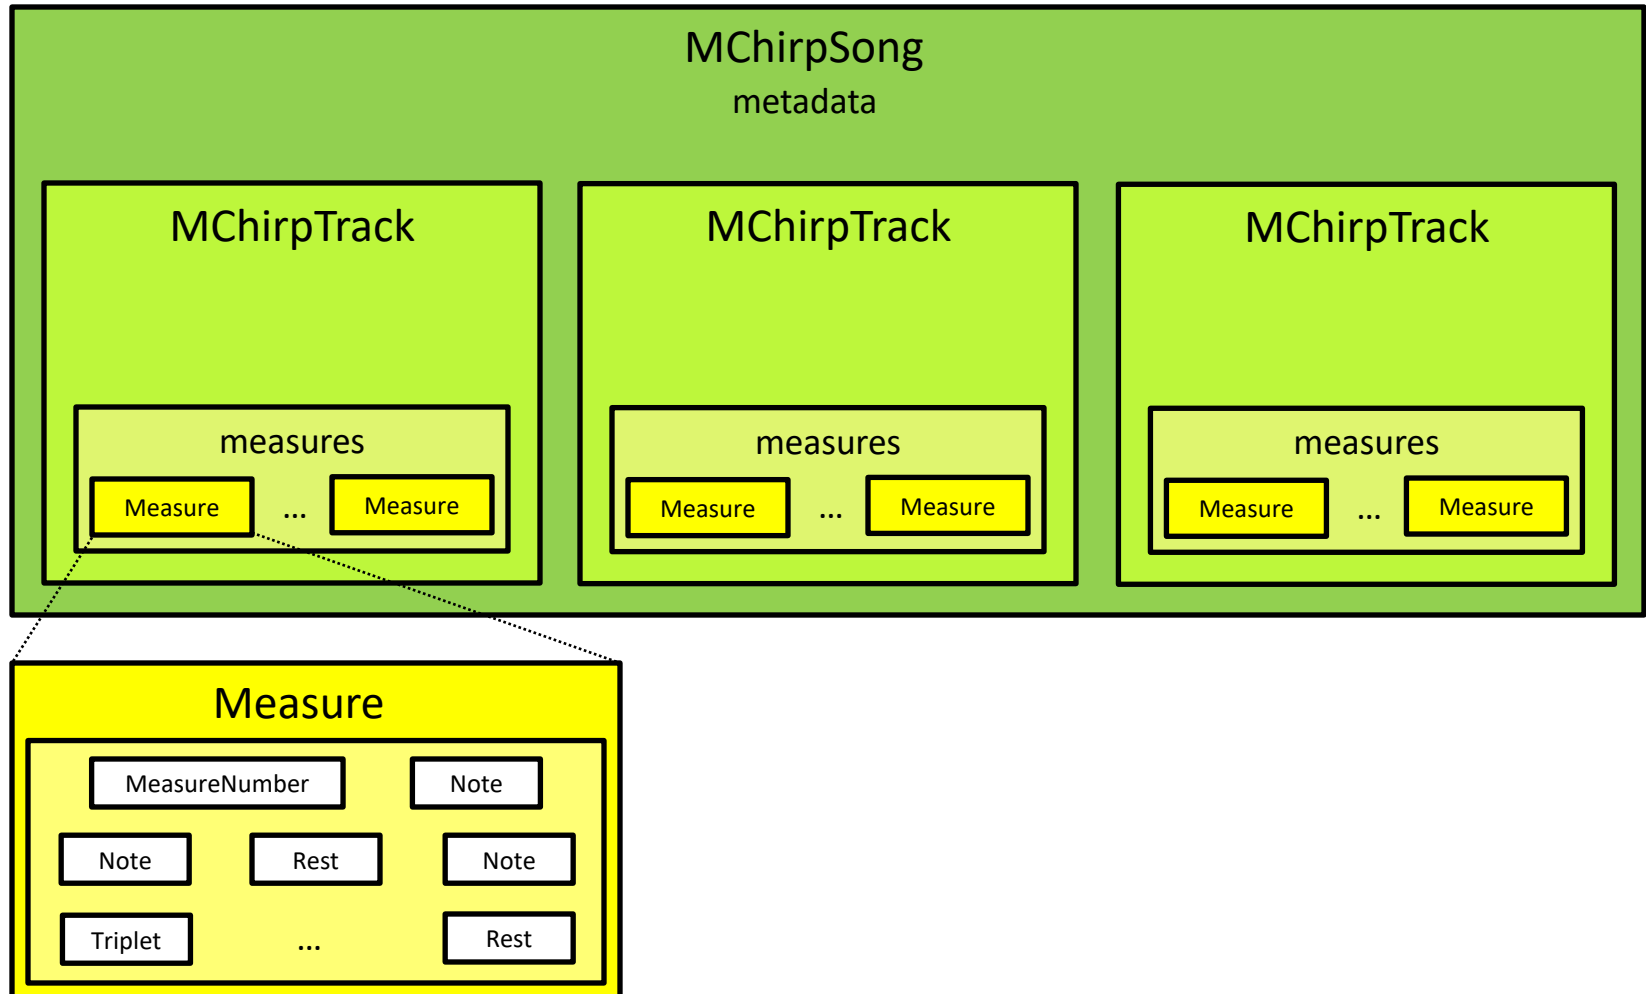 MChirpSong
metadata
MChirpTrack
measures
Measure ... Measure
MChirpTrack
measures
Measure ... Measure
MChirpTrack
measures
Measure ... Measure
Measure
MeasureNumber Note
Note Rest Note
Triplet ... Rest